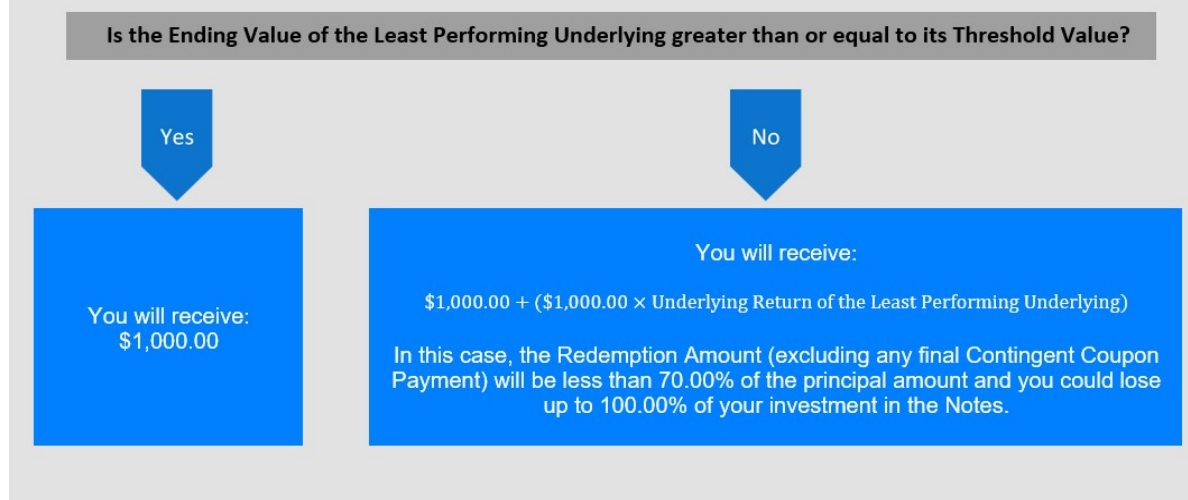 Is the Ending Value of the Least Performing Underlying greater than or equal to its Threshold Value?
Yes
No
You will receive:
$1,000.00
You will receive:
$1,000.00 + ($1,000.00 × Underlying Return of the Least Performing Underlying)
In this case, the Redemption Amount (excluding any final Contingent Coupon
Payment) will be less than 70.00% of the principal amount and you could lose
up to 100.00% of your investment in the Notes.